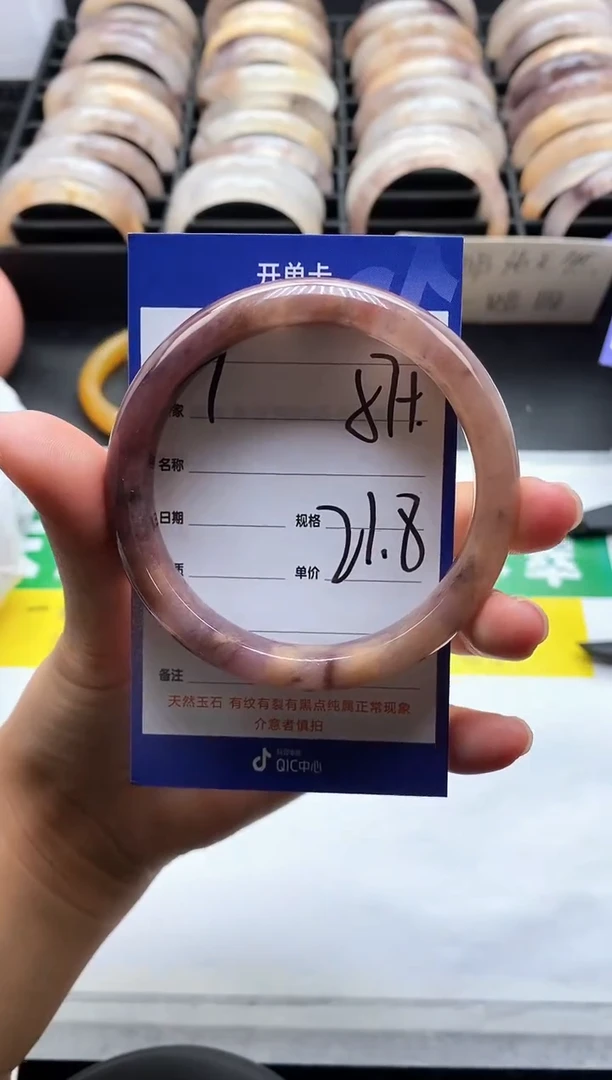 开单卡
家
名称
日期 规格
单价 21.8
备注
天然玉石 有纹有裂有黑点纯属正常现象
介意者慎拍
QIC中心